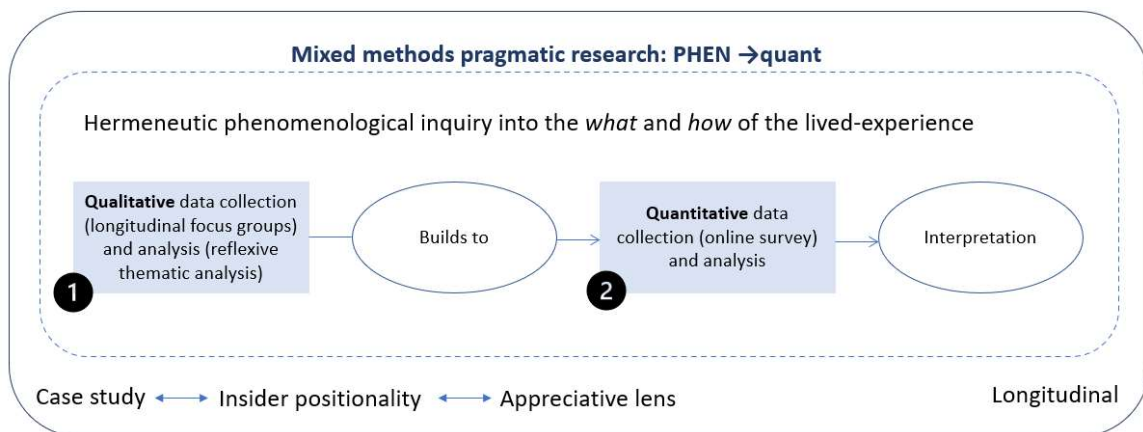 Mixed methods pragmatic research: PHEN →quant
Hermeneutic phenomenological inquiry into the what and how of the lived-experience
Qualitative data collection
(longitudinal focus groups)
and analysis (reflexive
thematic analysis)
1
Builds to
Quantitative data
collection (online survey)
and analysis
2
Interpretation
Case study
Insider positionality
Appreciative lens
Longitudinal